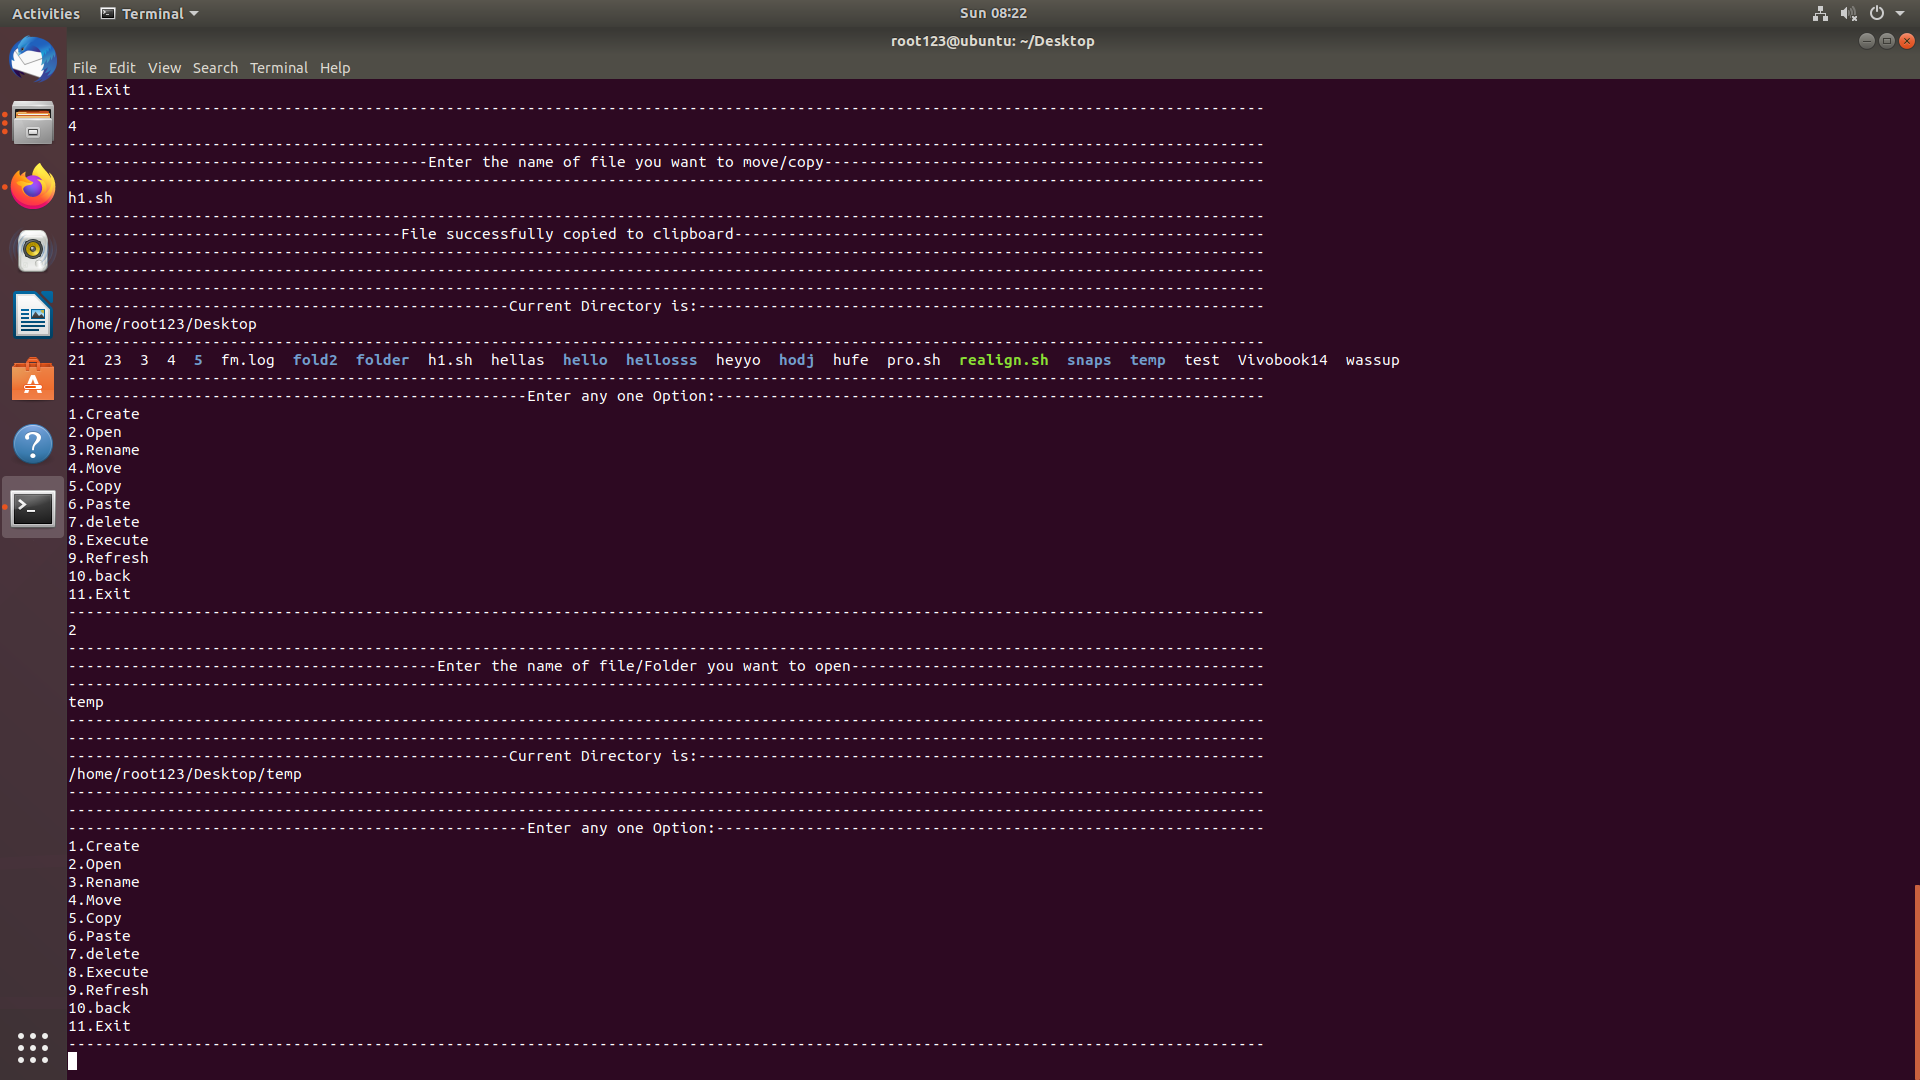 Activities Terminal Sun 08:22
root123@ubuntu: ~/Desktop
File Edit View Search Terminal Help
11.Exit
--------------------------------------------------------------------------------------------------------------------------------------
4
--------------------------------------------------------------------------------------------------------------------------------------
----------------------------------------Enter the name of file you want to move/copy-------------------------------------------------
--------------------------------------------------------------------------------------------------------------------------------------
h1.sh
--------------------------------------------------------------------------------------------------------------------------------------
-------------------------------------File successfully copied to clipboard-----------------------------------------------------------
--------------------------------------------------------------------------------------------------------------------------------------
--------------------------------------------------------------------------------------------------------------------------------------
--------------------------------------------------------------------------------------------------------------------------------------
-------------------------------------------------Current Directory is:---------------------------------------------------------------
/home/root123/Desktop
--------------------------------------------------------------------------------------------------------------------------------------
21 23 3 4 5 fm.log fold2 folder h1.sh hellas hello hellosss heyyo hodj hufe pro.sh realign.sh snaps temp test Vivobook14 wassup
--------------------------------------------------------------------------------------------------------------------------------------
---------------------------------------------------Enter any one Option:-------------------------------------------------------------
1.Create
2.Open
3.Rename
4.Move
5.Copy
6.Paste
7.delete
8.Execute
9.Refresh
10.back
11.Exit
--------------------------------------------------------------------------------------------------------------------------------------
2
--------------------------------------------------------------------------------------------------------------------------------------
-----------------------------------------Enter the name of file/Folder you want to open----------------------------------------------
--------------------------------------------------------------------------------------------------------------------------------------
temp
--------------------------------------------------------------------------------------------------------------------------------------
--------------------------------------------------------------------------------------------------------------------------------------
-------------------------------------------------Current Directory is:---------------------------------------------------------------
/home/root123/Desktop/temp
--------------------------------------------------------------------------------------------------------------------------------------
--------------------------------------------------------------------------------------------------------------------------------------
---------------------------------------------------Enter any one Option:-------------------------------------------------------------
1.Create
2.Open
3.Rename
4.Move
5.Copy
6.Paste
7.delete
8.Execute
9.Refresh
10.back
11.Exit
--------------------------------------------------------------------------------------------------------------------------------------